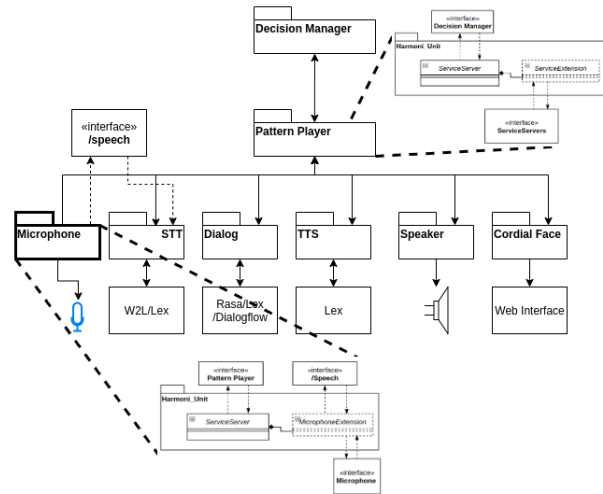 Decision Manager
«interface»
Decision Manager
Harmoni_Unit
ServiceServer
ServiceExtension
«interface»
ServiceServers
Pattern Player
«interface»
/speech
Microphone
STT
Dialog
TTS
Speaker
Cordial Face
W2L/Lex
Rasa/Lex
/Dialogflow
Lex
Web Interface
«interface»
Pattern Player
«interface»
/Speech
Harmoni_Unit
ServiceServer
MicrophoneExtension
«interface»
Microphone